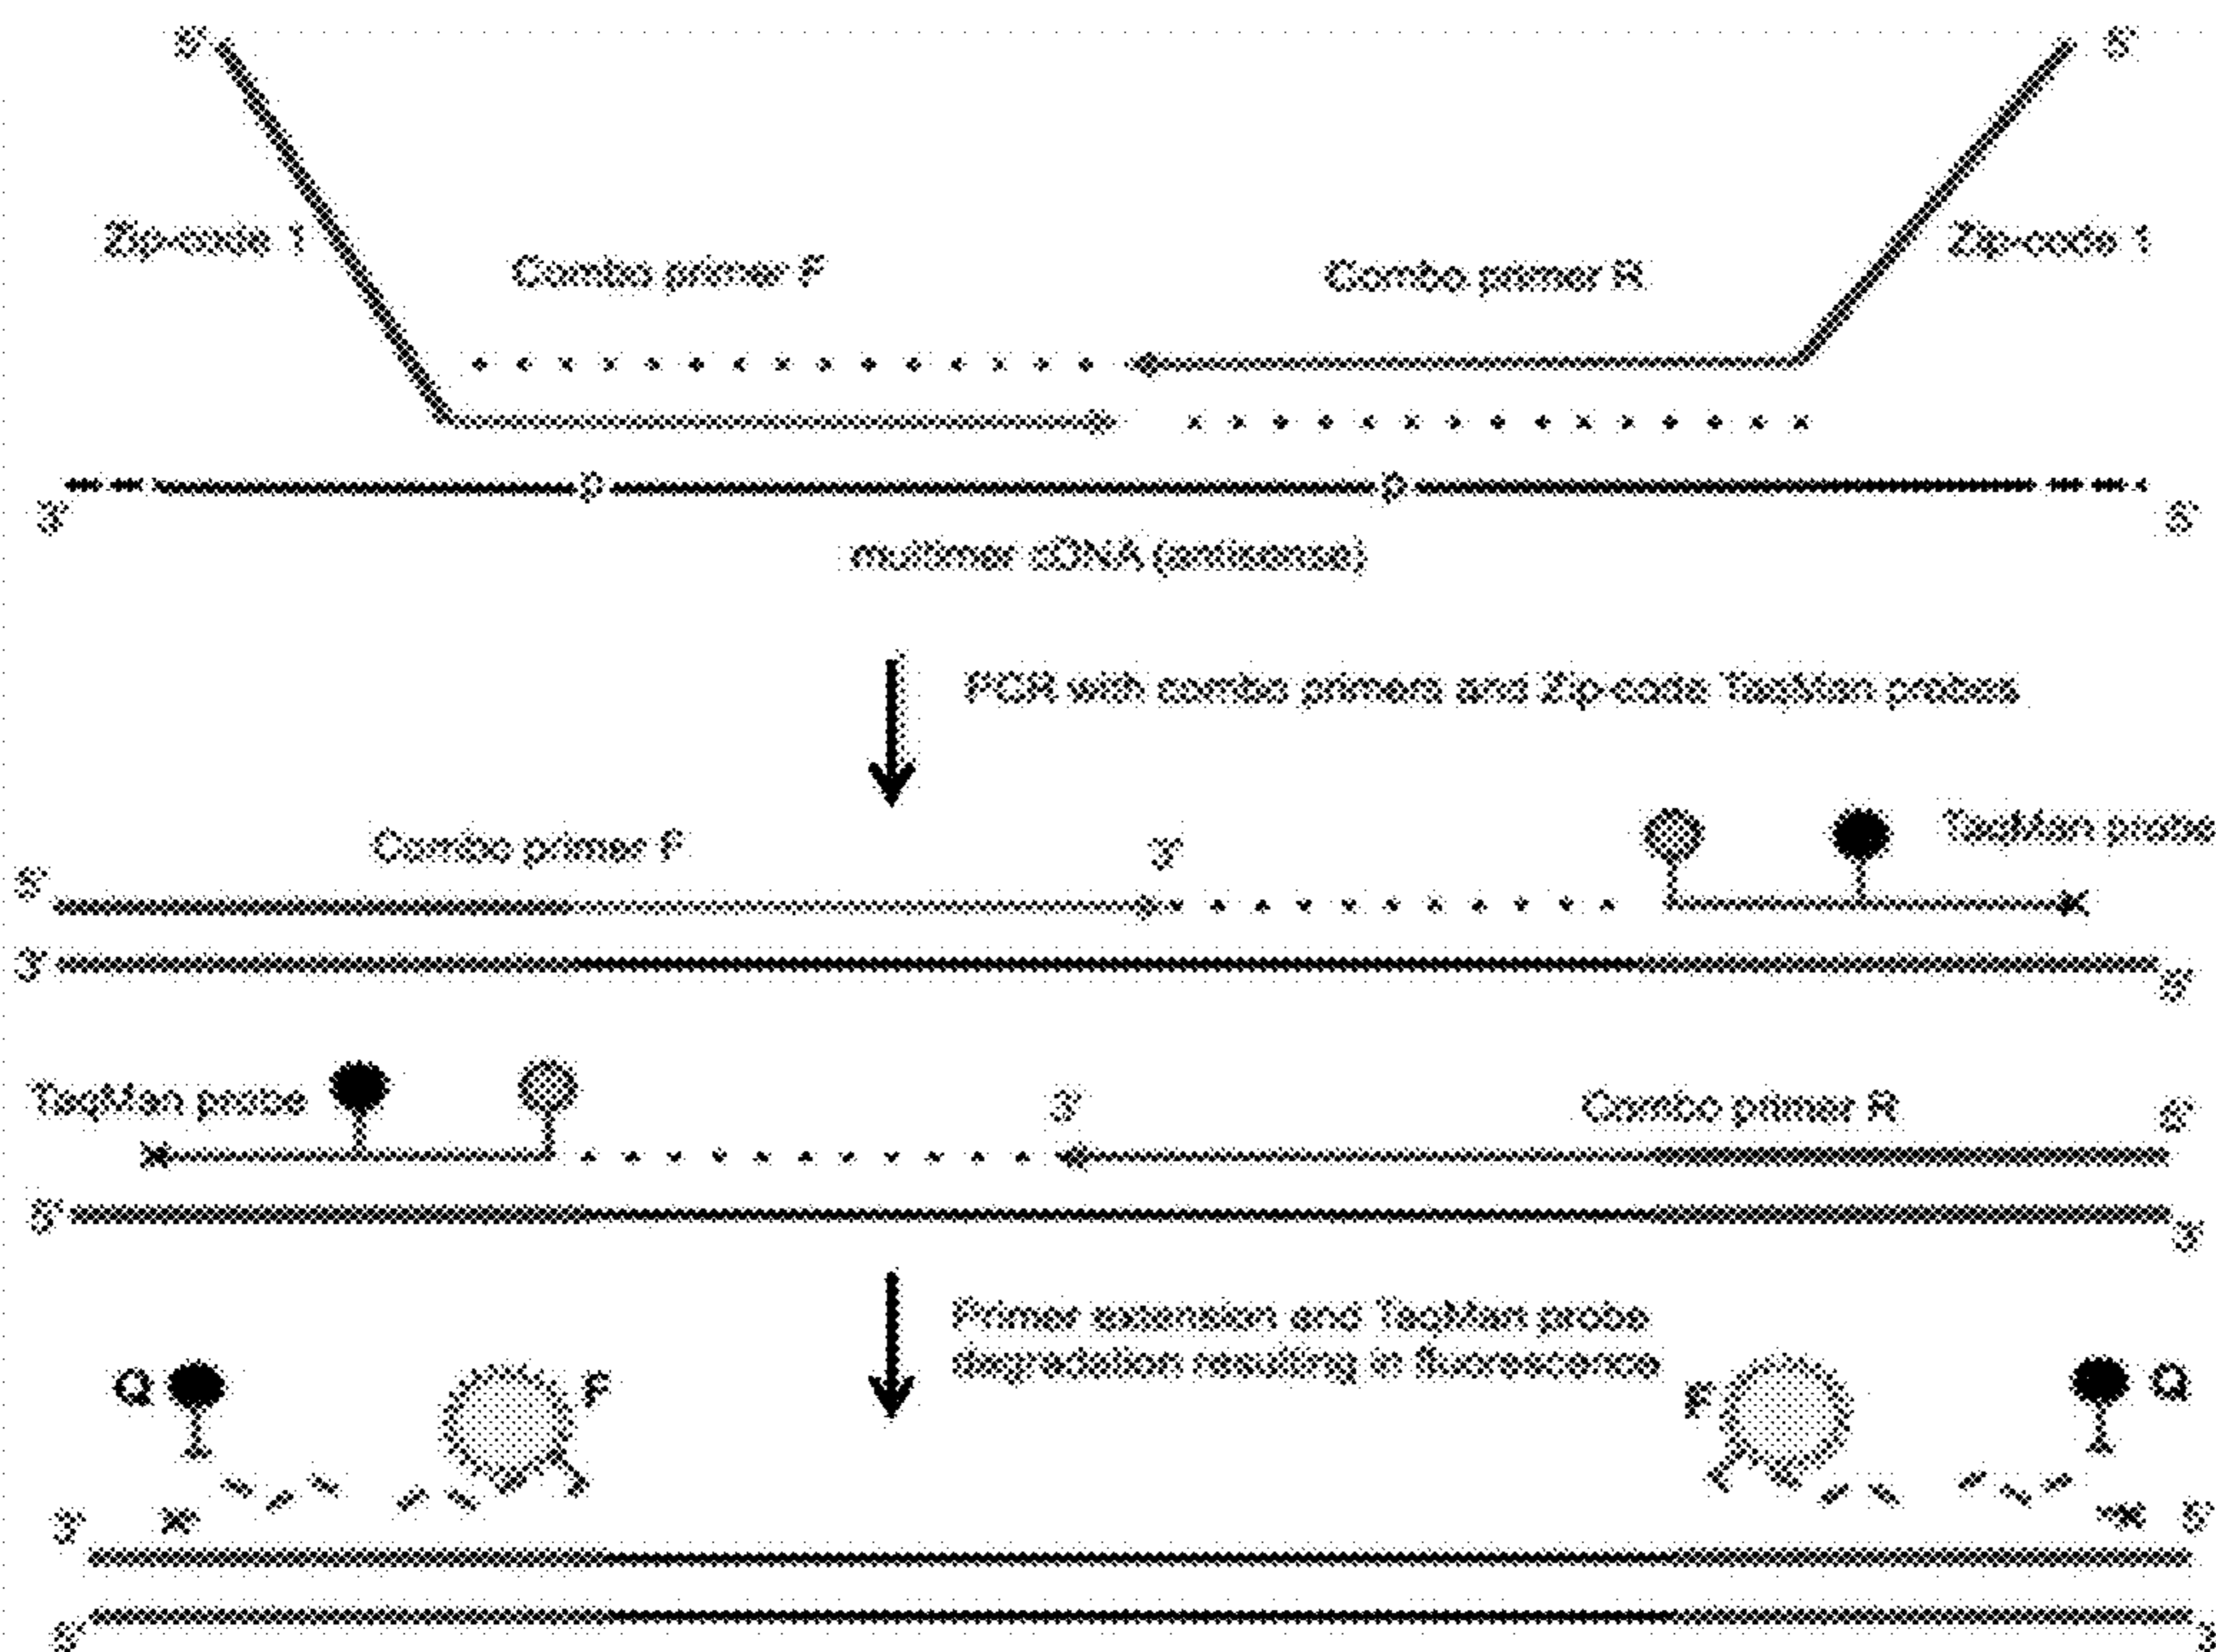 5' 5'
Zip-code 1 Zip-code 1
Combo primer F Combo primer R
p p
3' 5'
multimer cDNA (antisense)
PCR with combo primers and Zip-code TaqMan probes
Combo primer F 3' TaqMan probe
5'
3' 5'
TaqMan probe 3' Combo primer R 5'
5' 3'
Primer extension and TaqMan probe
degradation resulting in fluorescence
Q F F Q
3' 5'
5' 3'